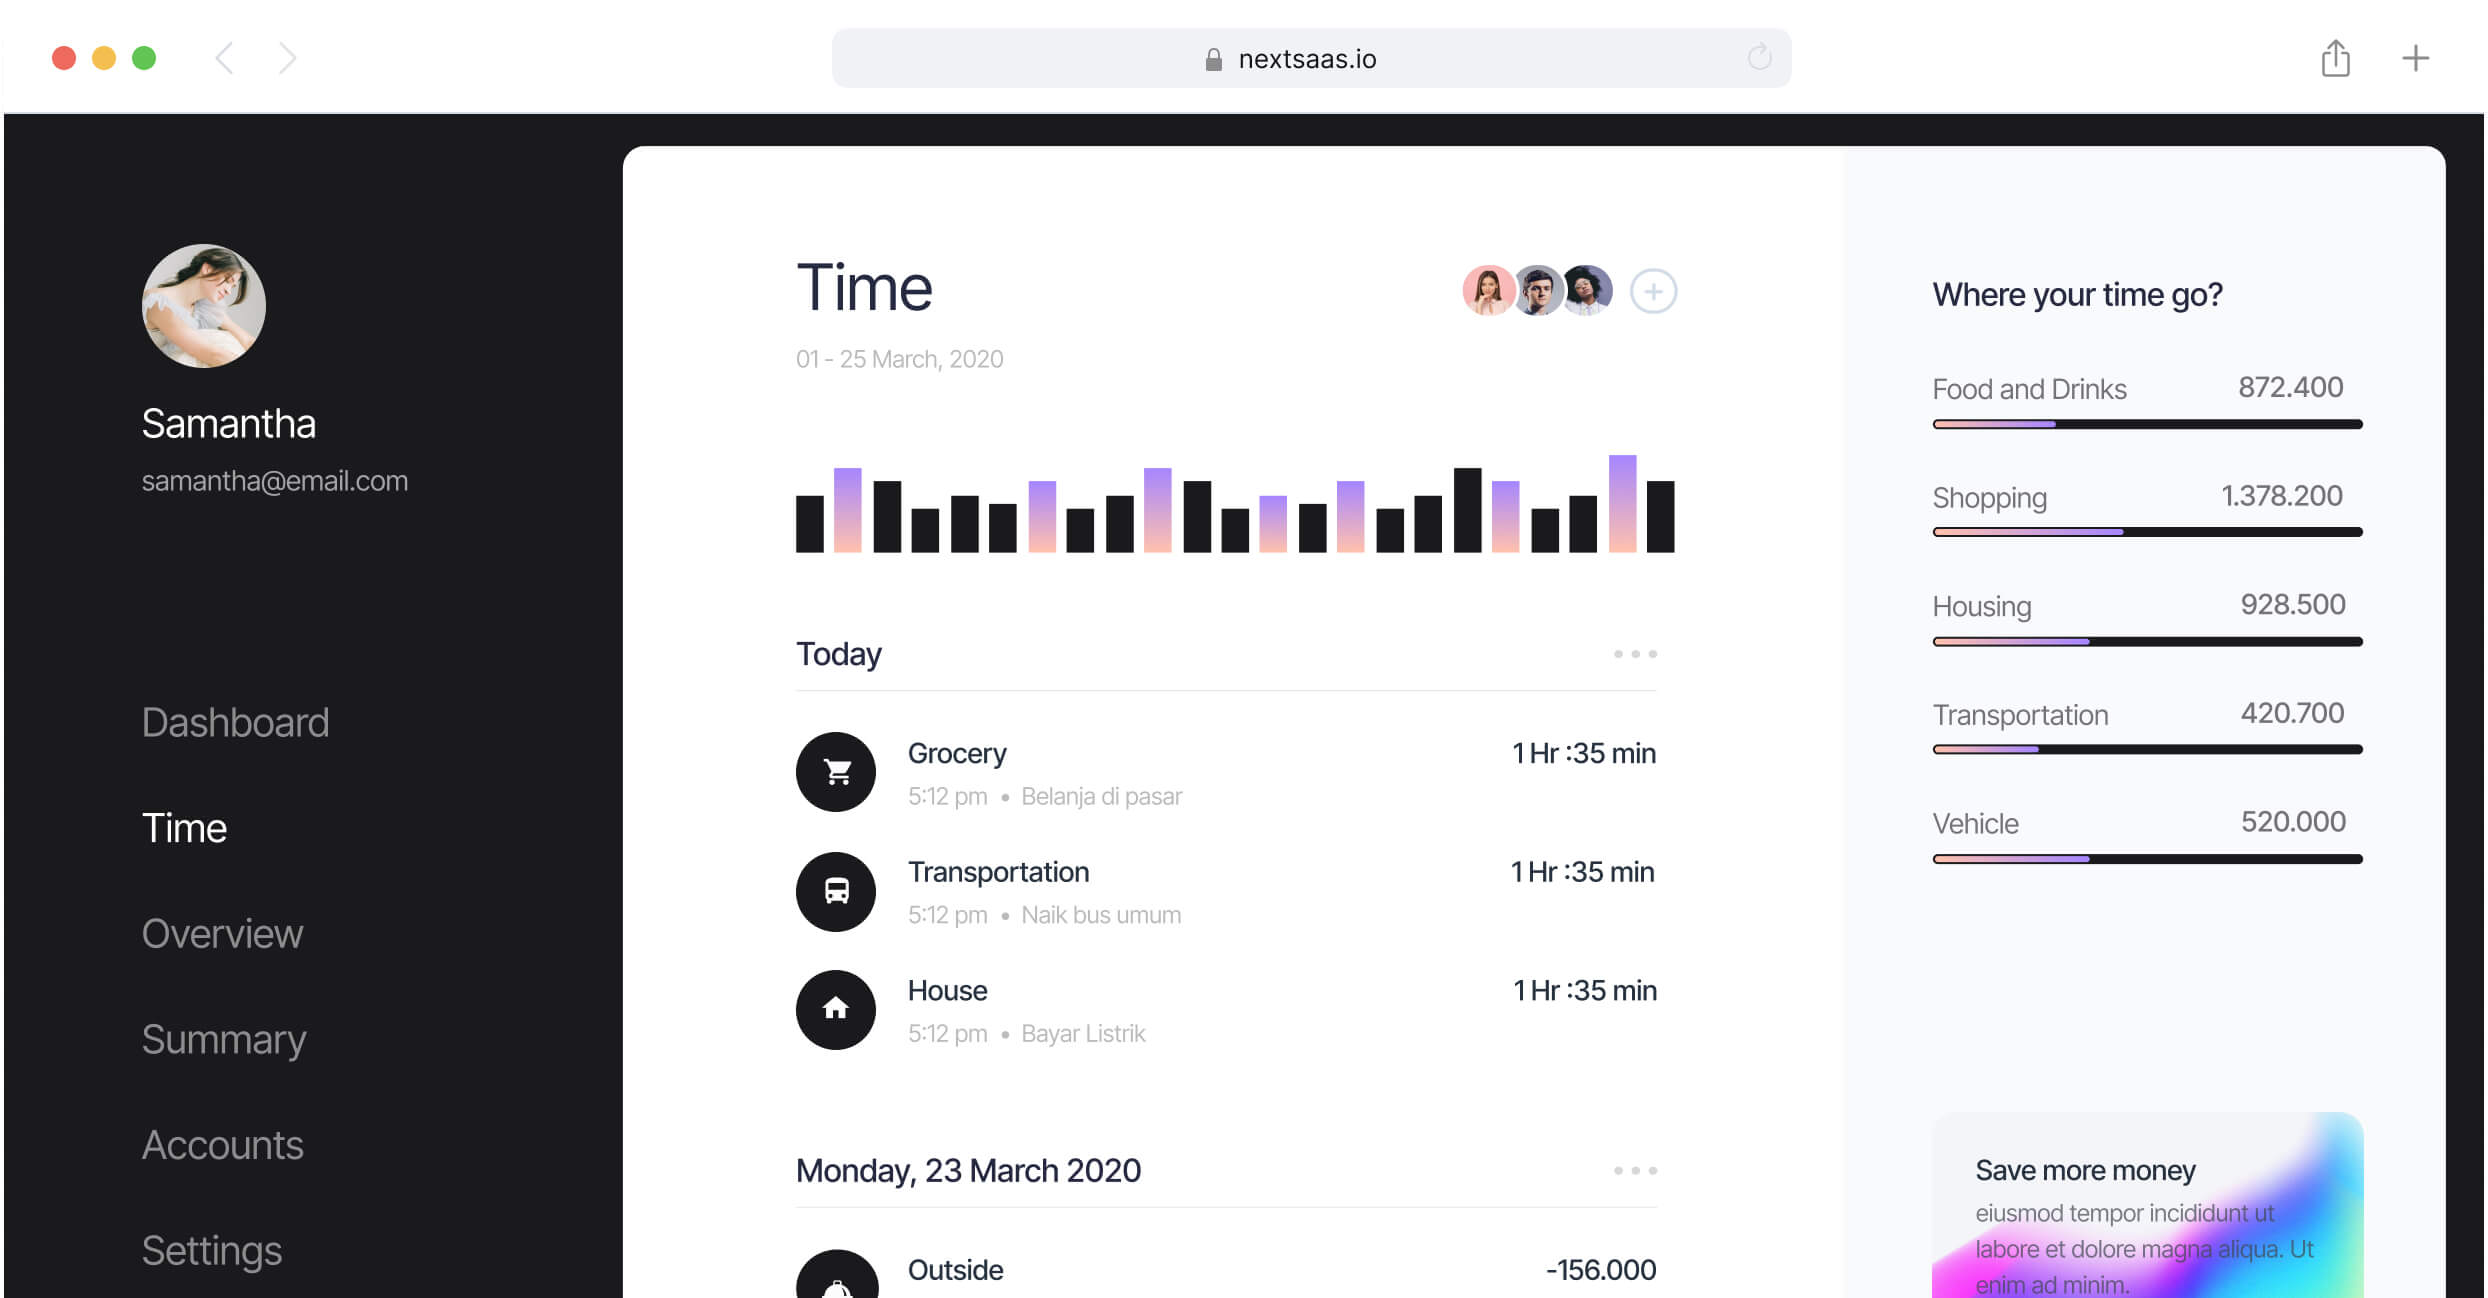 nextsaas.io
Samantha
samantha@email.com
Dashboard
Time
Overview
Summary
Accounts
Settings
Time
01 - 25 March, 2020
Today
Grocery
1 Hr :35 min
5:12 pm • Belanja di pasar
Transportation
1 Hr :35 min
5:12 pm • Naik bus umum
House
1 Hr :35 min
5:12 pm • Bayar Listrik
Monday, 23 March 2020
Outside
-156.000
Where your time go?
Food and Drinks
872.400
Shopping
1.378.200
Housing
928.500
Transportation
420.700
Vehicle
520.000
Save more money
eiusmod tempor incididunt ut
labore et dolore magna aliqua. Ut
enim ad minim.